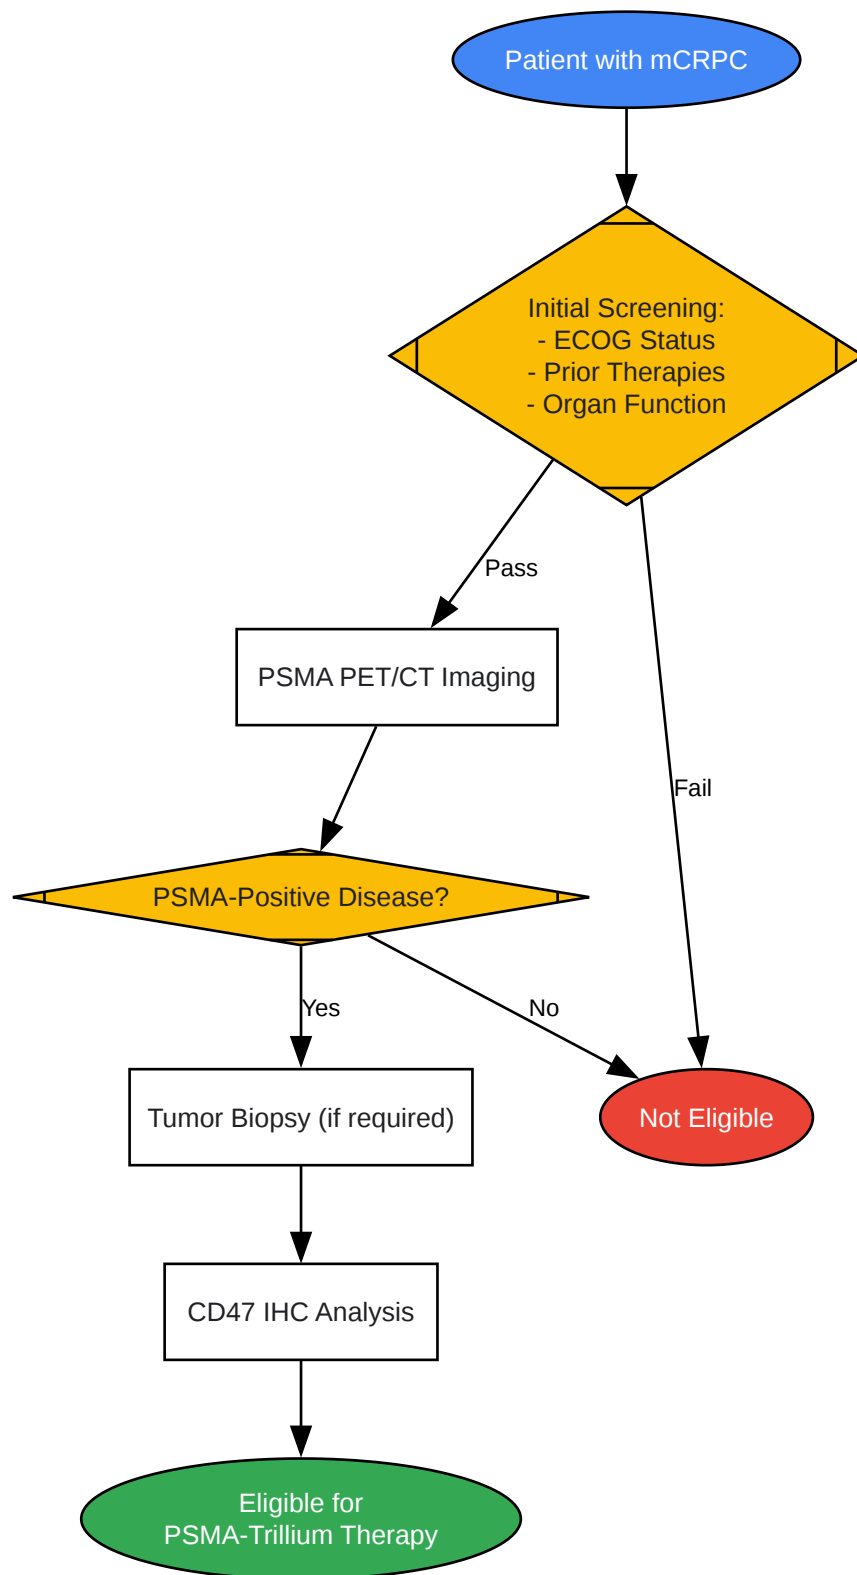 Patient with mCRPC
Initial Screening:
- ECOG Status
- Prior Therapies
- Organ Function
Pass
PSMA PET/CT Imaging
Fail
PSMA-Positive Disease?
Yes
No
Tumor Biopsy (if required)
Not Eligible
CD47 IHC Analysis
Eligible for
PSMA-Trillium Therapy